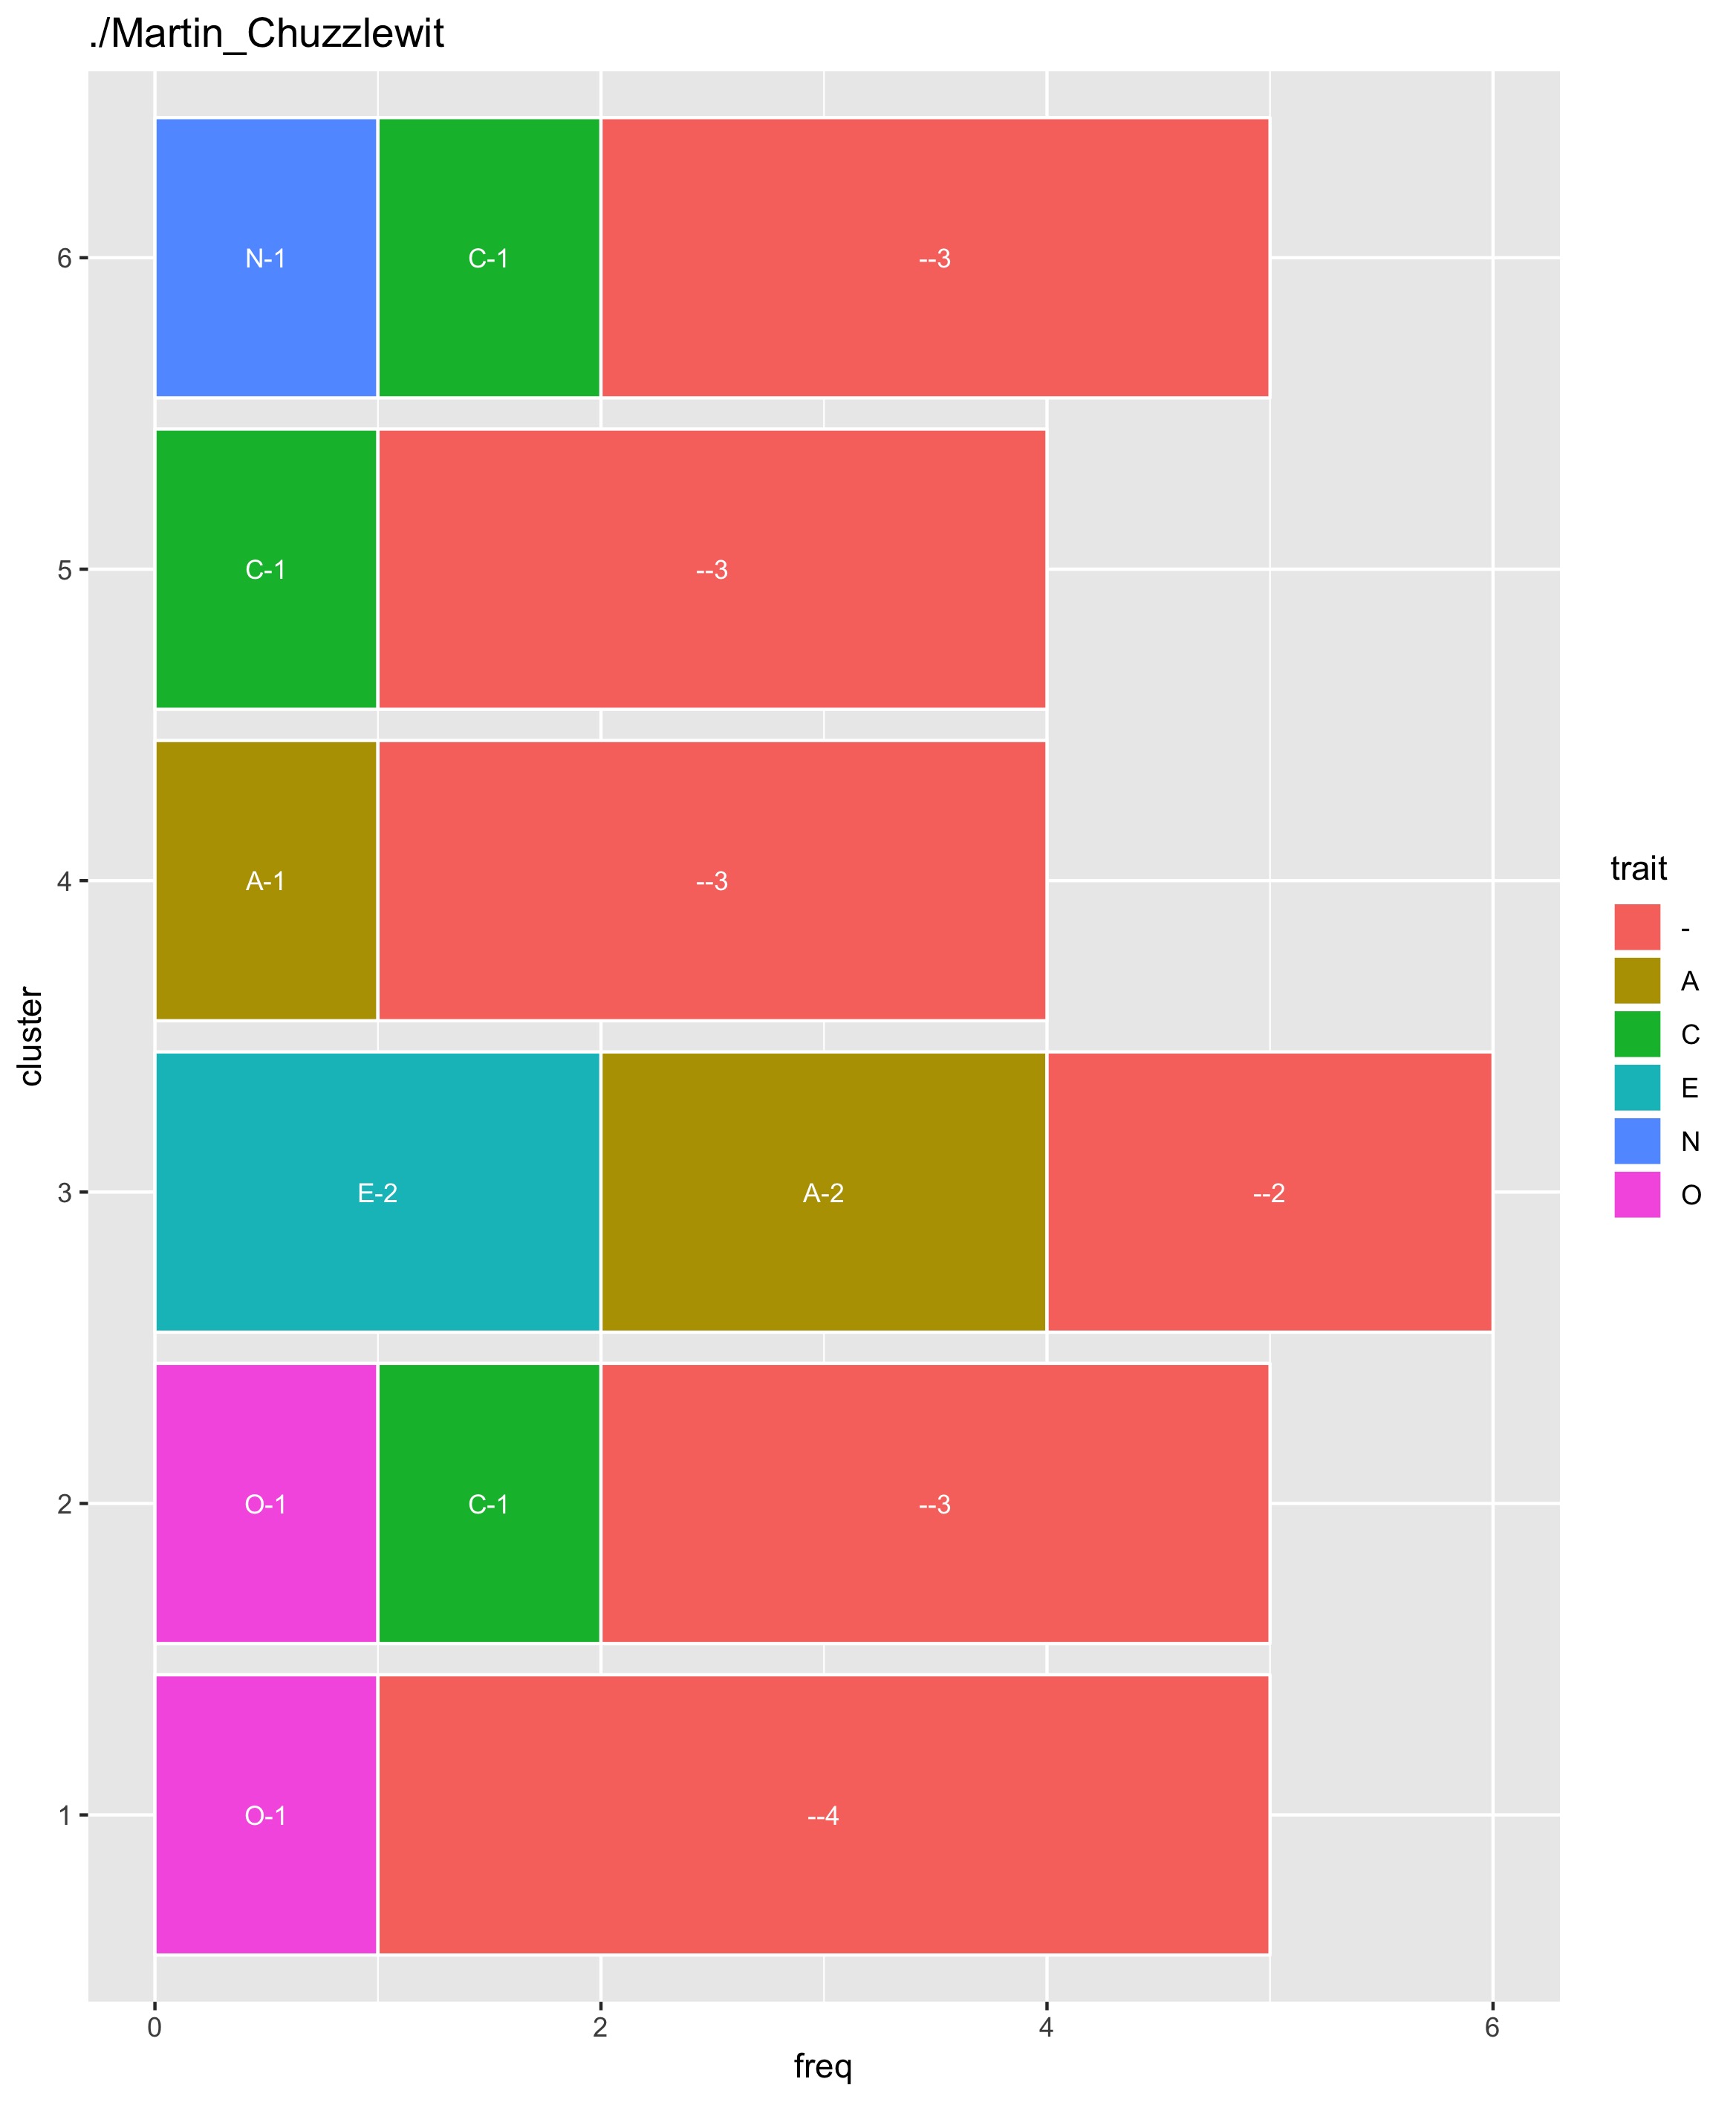 ./Martin_Chuzzlewit
6
N-1 C-1 --3
5
C-1 --3
4
A-1 --3
3
E-2 A-2 --2
2
O-1 C-1 --3
1
O-1 --4
0 2 4 6
freq
cluster
trait
-
A
C
E
N
O